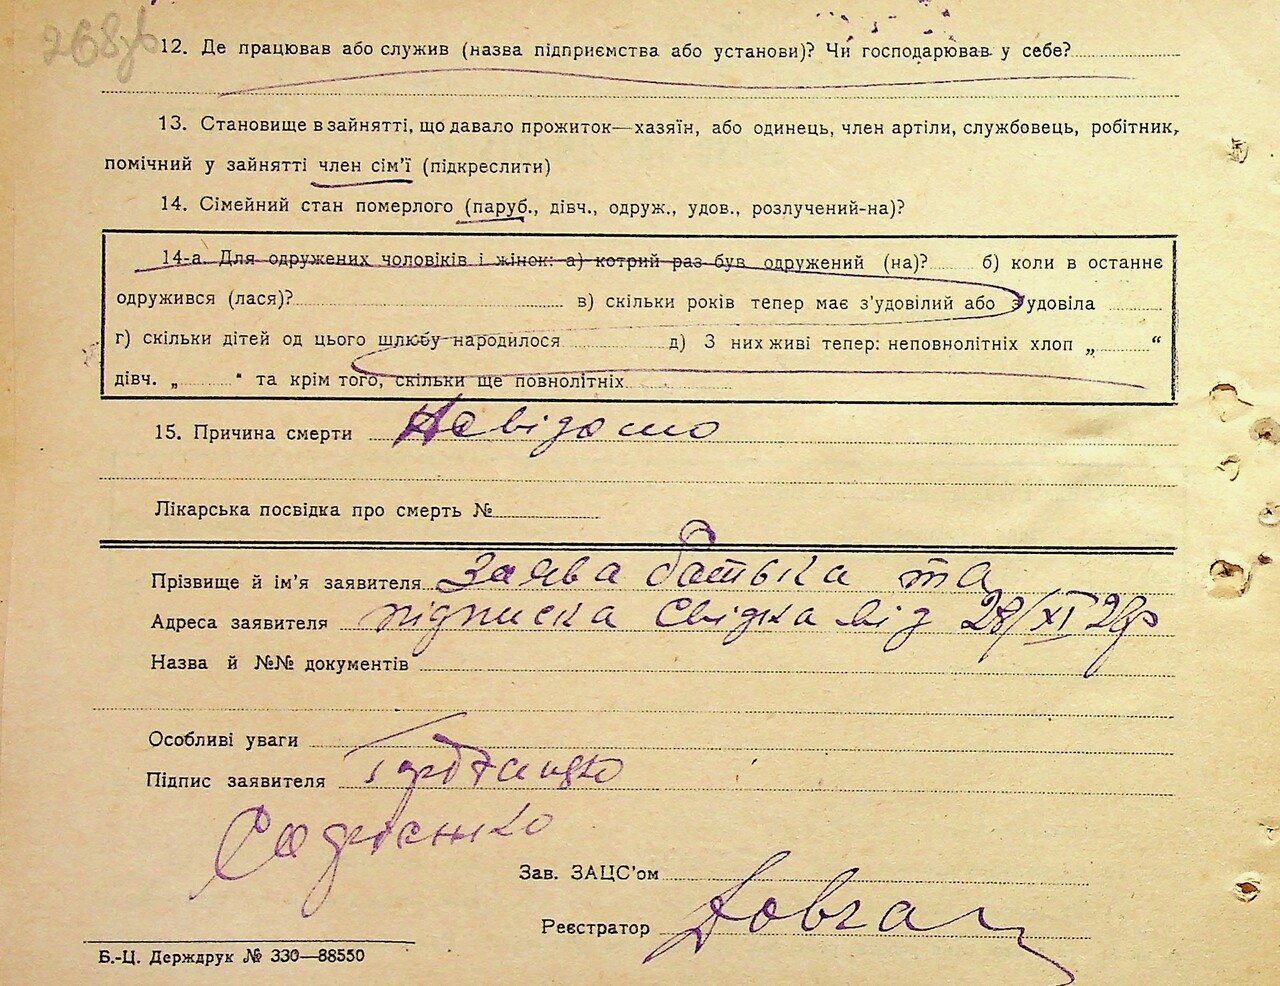 268зв
12. Де працював або служив (назва підприємства або установи)? Чи господарював у себе?
13. Становище в зайнятті, що давало прожиток—хазяїн, або одинець, член артіли, службовець, робітник,
помічний у зайнятті член сім'ї (підкреслити)
14. Сімейний стан померлого (паруб., дівч., одруж., удов., розлучений-на)?
14-а. Для одружених чоловіків і жінок: а) котрий раз був одружений (на)? б) коли в останнє
одружився (лася)? в) скільки років тепер має з'удовілий або з'удовіла
г) скільки дітей од цього шлюбу народилося д) З них живі тепер: неповнолітніх хлоп „ “
дівч. „ “ та крім того, скільки ще повнолітніх
15. Причина смерти Невідомо
Лікарська посвідка про смерть №
Прізвище й ім'я заявителя Заява батька та
Адреса заявителя підписка свідка від 28/XI 28р
Назва й №№ документів
Особливі уваги
Підпис заявителя
Зав. ЗАЦС'ом
Реєстратор Довган
Б.-Ц. Держдрук № 330—88550